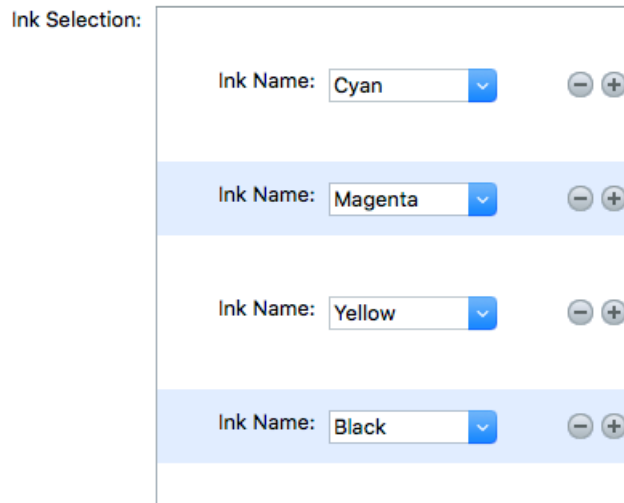 Ink Selection:
Ink Name: Cyan
Ink Name: Magenta
Ink Name: Yellow
Ink Name: Black